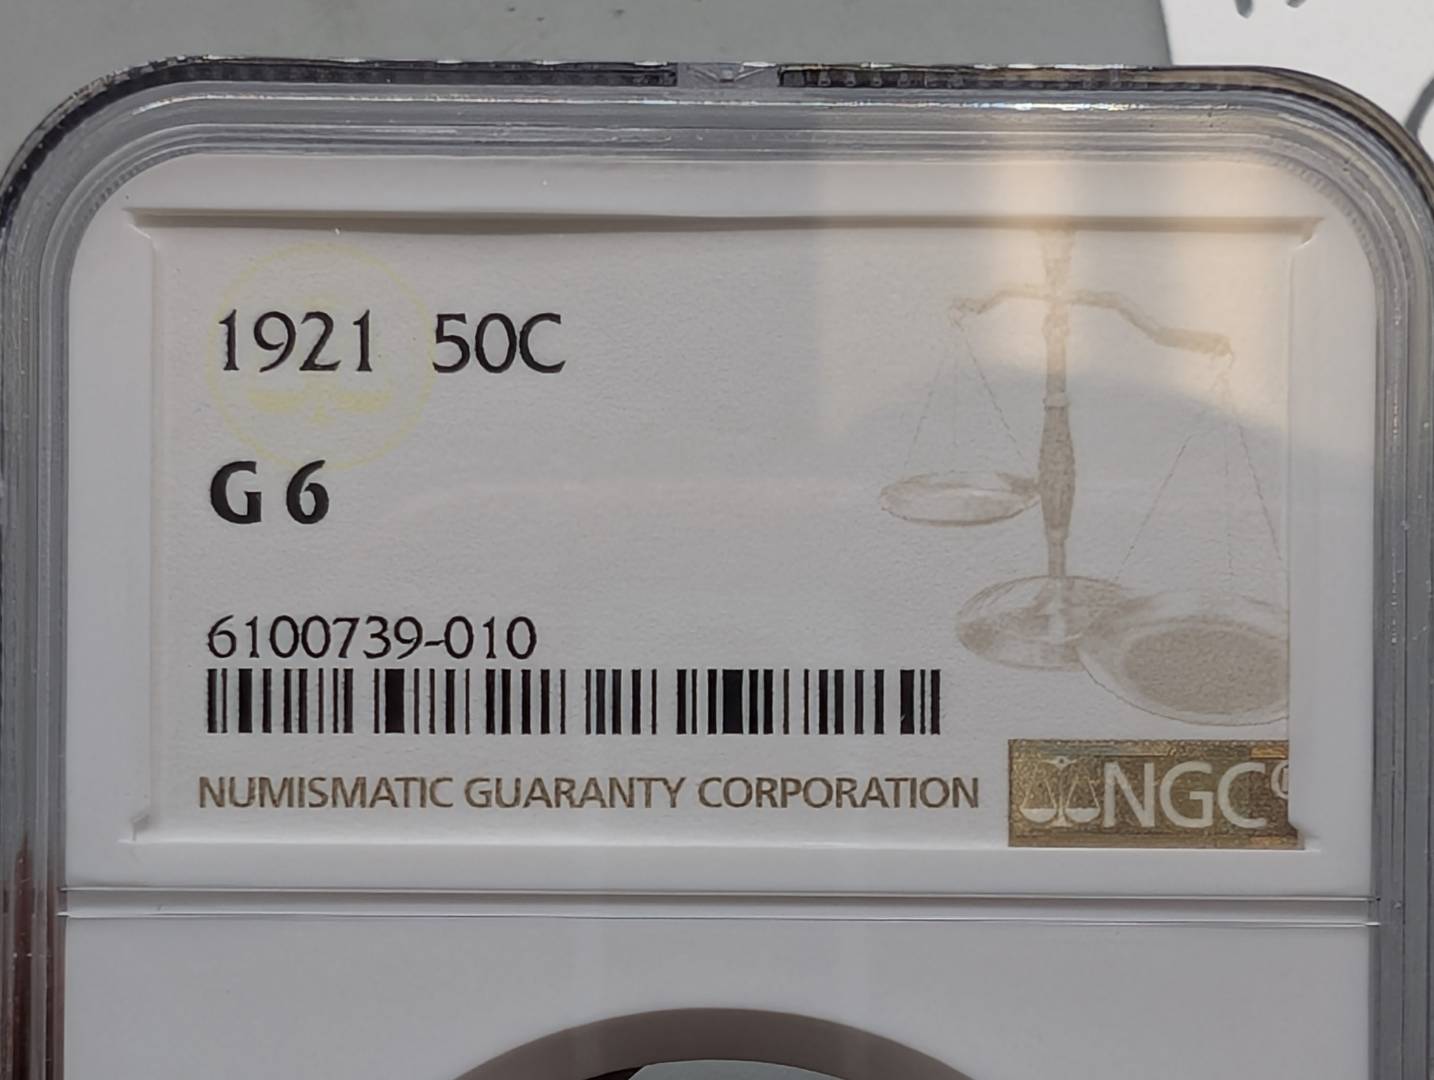 1921 50C
G 6
6100739-010
NUMISMATIC GUARANTY CORPORATION
NGC